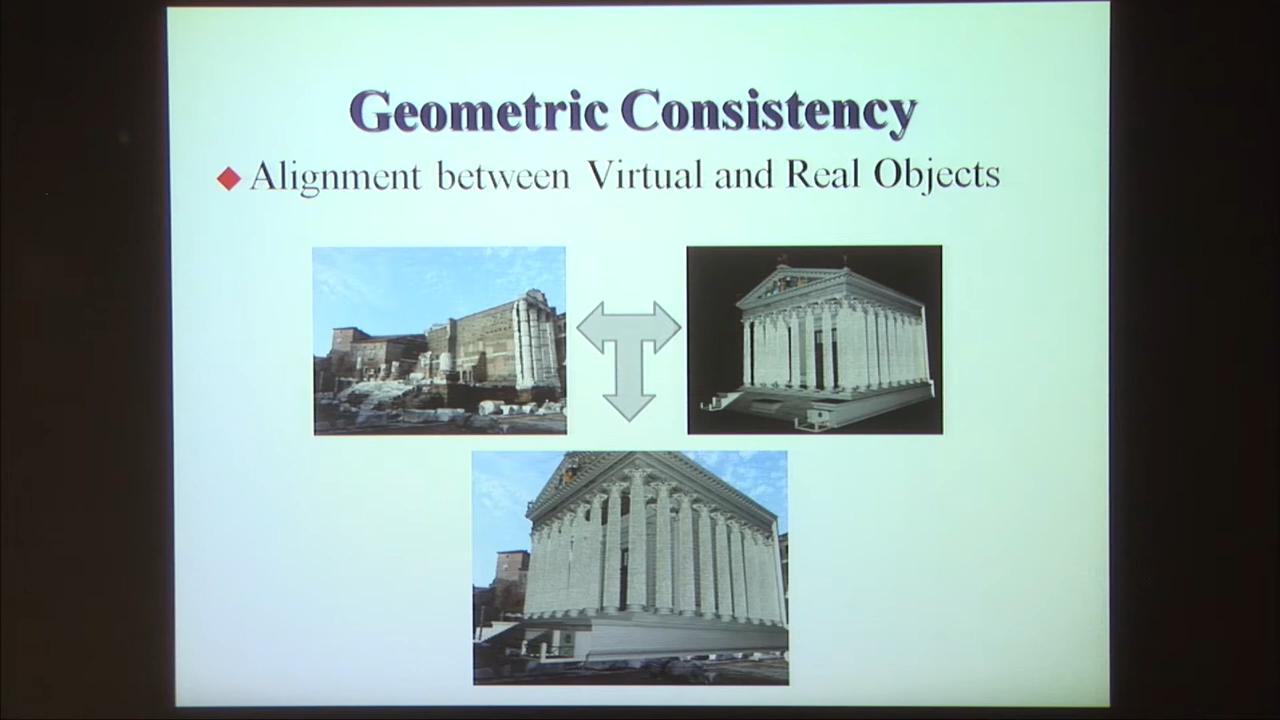 Geometric Consistency
Alignment between Virtual and Real Objects